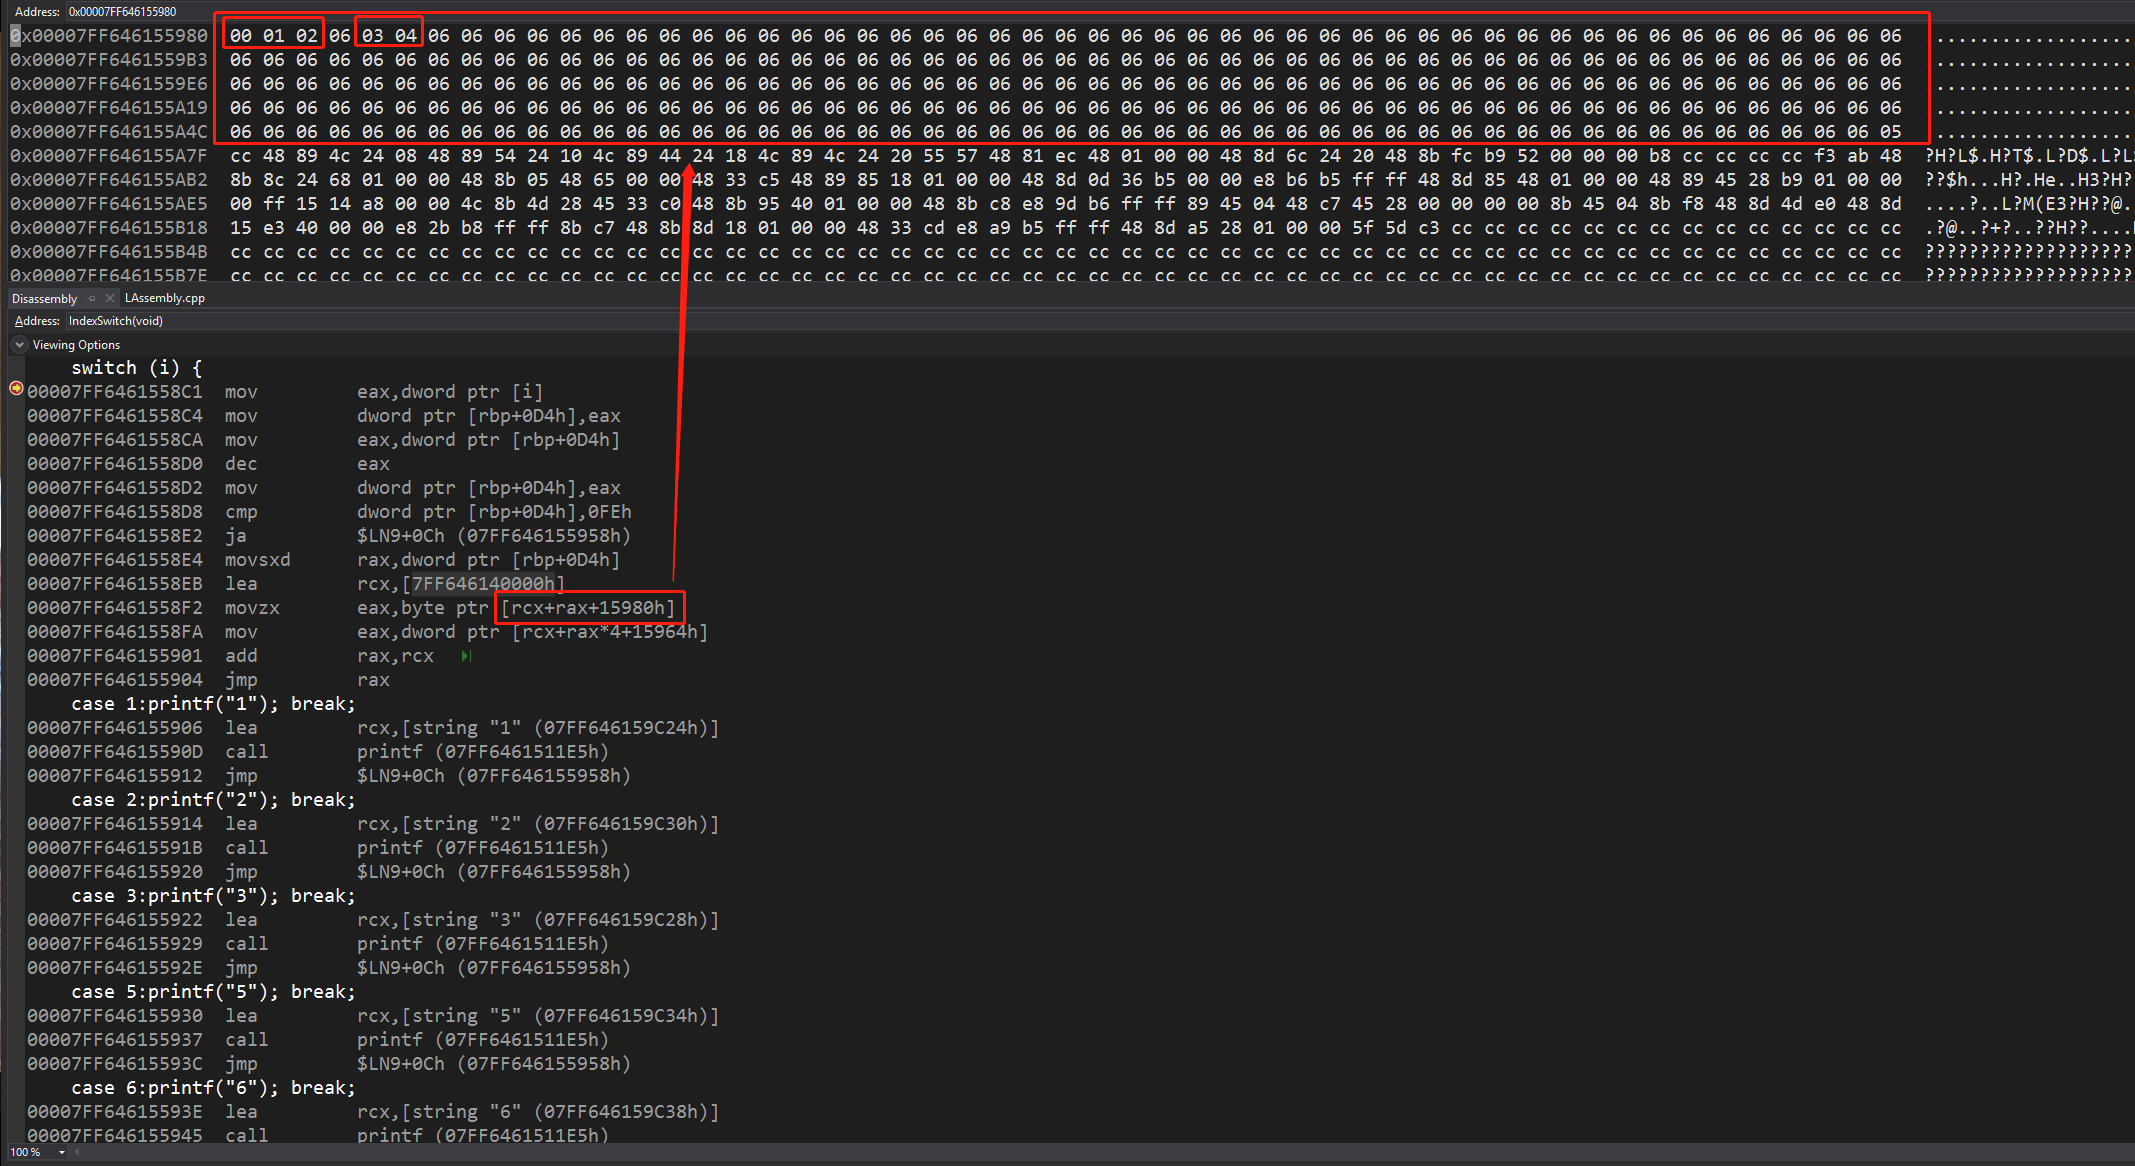 Address: 0x00007FF646155980
0x00007FF646155980 00 01 02 06 03 04 06 06 06 06 06 06 06 06 06 06 06 06 06 06 06 06 06 06 06 06 06 06 06 06 06 06 06 06 06 06 06 06 06 06 06 06 06 06 06 06 06 06 06 06 06 ..................
0x00007FF6461559B3 06 06 06 06 06 06 06 06 06 06 06 06 06 06 06 06 06 06 06 06 06 06 06 06 06 06 06 06 06 06 06 06 06 06 06 06 06 06 06 06 06 06 06 06 06 06 06 06 06 06 06 ..................
0x00007FF6461559E6 06 06 06 06 06 06 06 06 06 06 06 06 06 06 06 06 06 06 06 06 06 06 06 06 06 06 06 06 06 06 06 06 06 06 06 06 06 06 06 06 06 06 06 06 06 06 06 06 06 06 06 ..................
0x00007FF646155A19 06 06 06 06 06 06 06 06 06 06 06 06 06 06 06 06 06 06 06 06 06 06 06 06 06 06 06 06 06 06 06 06 06 06 06 06 06 06 06 06 06 06 06 06 06 06 06 06 06 06 06 ..................
0x00007FF646155A4C 06 06 06 06 06 06 06 06 06 06 06 06 06 06 06 06 06 06 06 06 06 06 06 06 06 06 06 06 06 06 06 06 06 06 06 06 06 06 06 06 06 06 06 06 06 06 06 06 06 06 05 ..................
0x00007FF646155A7F cc 48 89 4c 24 08 48 89 54 24 10 4c 89 44 24 18 4c 89 4c 24 20 55 57 48 81 ec 48 01 00 00 48 8d 6c 24 20 48 8b fc b9 52 00 00 00 b8 cc cc cc cc f3 ab 48 ?H?L$.H?T$.L?D$.L?L
0x00007FF646155AB2 8b 8c 24 68 01 00 00 48 8b 05 48 65 00 00 48 33 c5 48 89 85 18 01 00 00 48 8d 0d 36 b5 00 00 e8 b6 b5 ff ff 48 8d 85 48 01 00 00 48 89 45 28 b9 01 00 00 ??$h...H?.He..H3?H?
0x00007FF646155AE5 00 ff 15 14 a8 00 00 4c 8b 4d 28 45 33 c0 48 8b 95 40 01 00 00 48 8b c8 e8 9d b6 ff ff 89 45 04 48 c7 45 28 00 00 00 00 8b 45 04 8b f8 48 8d 4d e0 48 8d ....?..L?M(E3?H??@.
0x00007FF646155B18 15 e3 40 00 00 e8 2b b8 ff ff 8b c7 48 8b 8d 18 01 00 00 48 33 cd e8 a9 b5 ff ff 48 8d a5 28 01 00 00 5f 5d c3 cc cc cc cc cc cc cc cc cc cc cc cc cc cc .?@..?+?..??H??....
0x00007FF646155B4B cc cc cc cc cc cc cc cc cc cc cc cc cc cc cc cc cc cc cc cc cc cc cc cc cc cc cc cc cc cc cc cc cc cc cc cc cc cc cc cc cc cc cc cc cc cc cc cc cc cc cc ???????????????????
0x00007FF646155B7E cc cc cc cc cc cc cc cc cc cc cc cc cc cc cc cc cc cc cc cc cc cc cc cc cc cc cc cc cc cc cc cc cc cc cc cc cc cc cc cc cc cc cc cc cc cc cc cc cc cc cc ???????????????????
Disassembly LAssembly.cpp
Address: IndexSwitch(void)
Viewing Options
switch (i) {
00007FF6461558C1 mov eax,dword ptr [i]
00007FF6461558C4 mov dword ptr [rbp+0D4h],eax
00007FF6461558CA mov eax,dword ptr [rbp+0D4h]
00007FF6461558D0 dec eax
00007FF6461558D2 mov dword ptr [rbp+0D4h],eax
00007FF6461558D8 cmp dword ptr [rbp+0D4h],0FEh
00007FF6461558E2 ja $LN9+0Ch (07FF646155958h)
00007FF6461558E4 movsxd rax,dword ptr [rbp+0D4h]
00007FF6461558EB lea rcx,[7FF646140000h]
00007FF6461558F2 movzx eax,byte ptr [rcx+rax+15980h]
00007FF6461558FA mov eax,dword ptr [rcx+rax*4+15964h]
00007FF646155901 add rax,rcx
00007FF646155904 jmp rax
case 1:printf("1"); break;
00007FF646155906 lea rcx,[string "1" (07FF646159C24h)]
00007FF64615590D call printf (07FF6461511E5h)
00007FF646155912 jmp $LN9+0Ch (07FF646155958h)
case 2:printf("2"); break;
00007FF646155914 lea rcx,[string "2" (07FF646159C30h)]
00007FF64615591B call printf (07FF6461511E5h)
00007FF646155920 jmp $LN9+0Ch (07FF646155958h)
case 3:printf("3"); break;
00007FF646155922 lea rcx,[string "3" (07FF646159C28h)]
00007FF646155929 call printf (07FF6461511E5h)
00007FF64615592E jmp $LN9+0Ch (07FF646155958h)
case 5:printf("5"); break;
00007FF646155930 lea rcx,[string "5" (07FF646159C34h)]
00007FF646155937 call printf (07FF6461511E5h)
00007FF64615593C jmp $LN9+0Ch (07FF646155958h)
case 6:printf("6"); break;
00007FF64615593E lea rcx,[string "6" (07FF646159C38h)]
00007FF646155945 call printf (07FF6461511E5h)
100 %